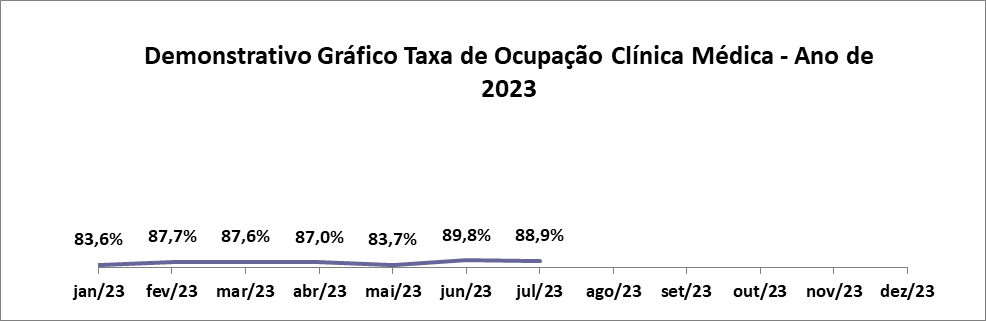 Demonstrativo Gráfico Taxa de Ocupação Clínica Médica - Ano de
2023
83,6% 87,7% 87,6% 87,0% 83,7% 89,8% 88,9%
jan/23 fev/23 mar/23 abr/23 mai/23 jun/23 jul/23 ago/23 set/23 out/23 nov/23 dez/23